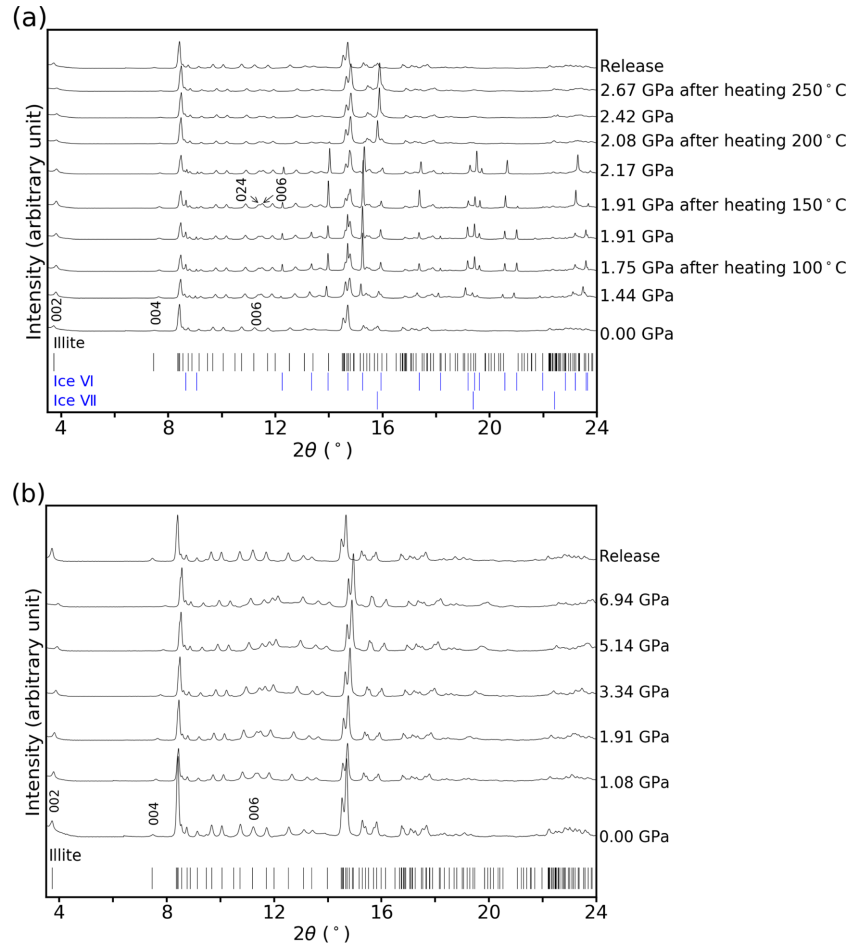 (a)
Intensity (arbitrary unit)
Release
2.67 GPa after heating 250°C
2.42 GPa
2.08 GPa after heating 200°C
2.17 GPa
024
006
1.91 GPa after heating 150°C
1.91 GPa
1.75 GPa after heating 100°C
1.44 GPa
002
004
006
0.00 GPa
Illite
Ice Ⅵ
Ice Ⅶ
4 8 12 16 20 24
2θ (°)
(b)
Intensity (arbitrary unit)
Release
6.94 GPa
5.14 GPa
3.34 GPa
1.91 GPa
1.08 GPa
002
004
006
0.00 GPa
Illite
4 8 12 16 20 24
2θ (°)